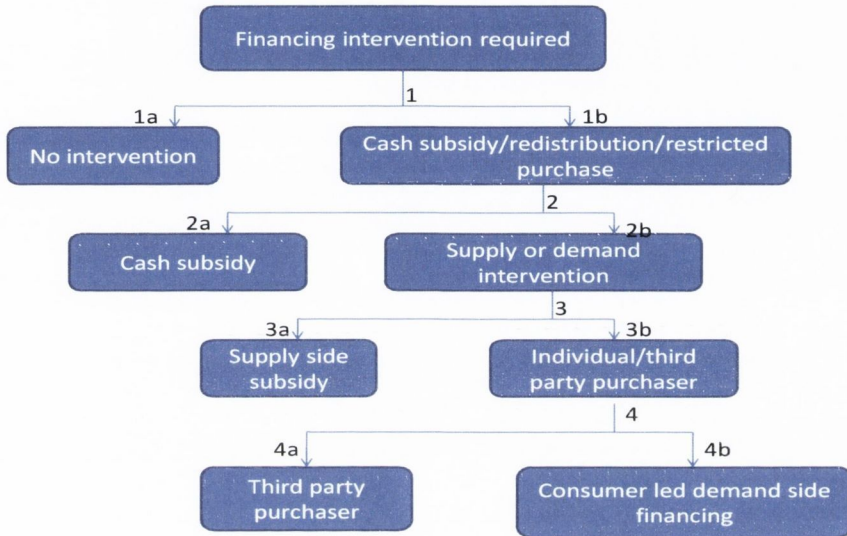 Financing intervention required
1
1a
1b
No intervention
Cash subsidy/redistribution/restricted
purchase
2
2a
2b
Cash subsidy
Supply or demand
intervention
3
3a
3b
Supply side
subsidy
Individual/third
party purchaser
4
4a
4b
Third party
purchaser
Consumer led demand side
financing